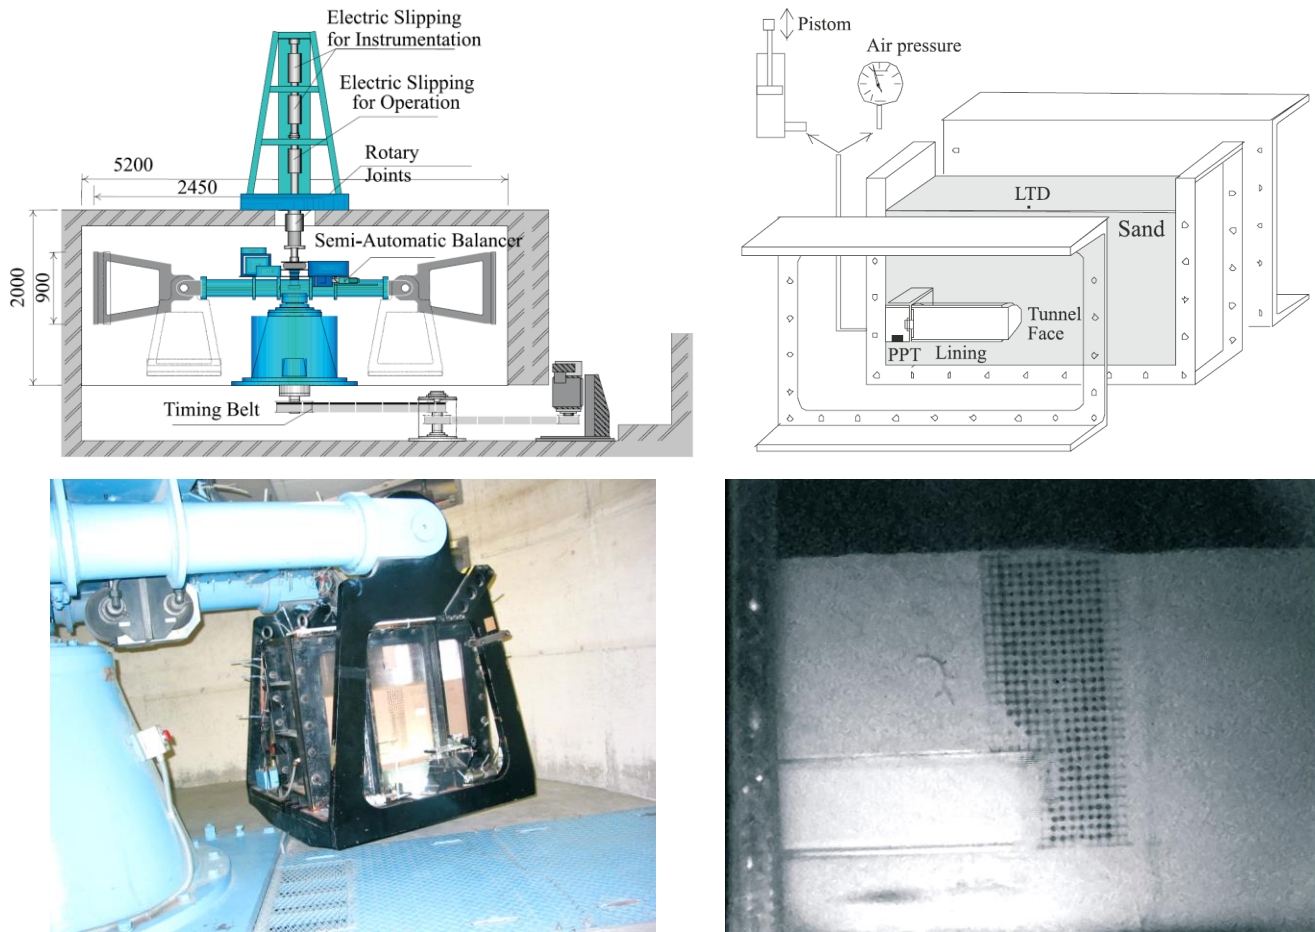 Electric Slipping
for Instrumentation
Electric Slipping
for Operation
Rotary
Joints
5200
2450
Semi-Automatic Balancer
2000
900
Timing Belt
Pistom
Air pressure
LTD
Sand
Tunnel
Face
PPT
Lining